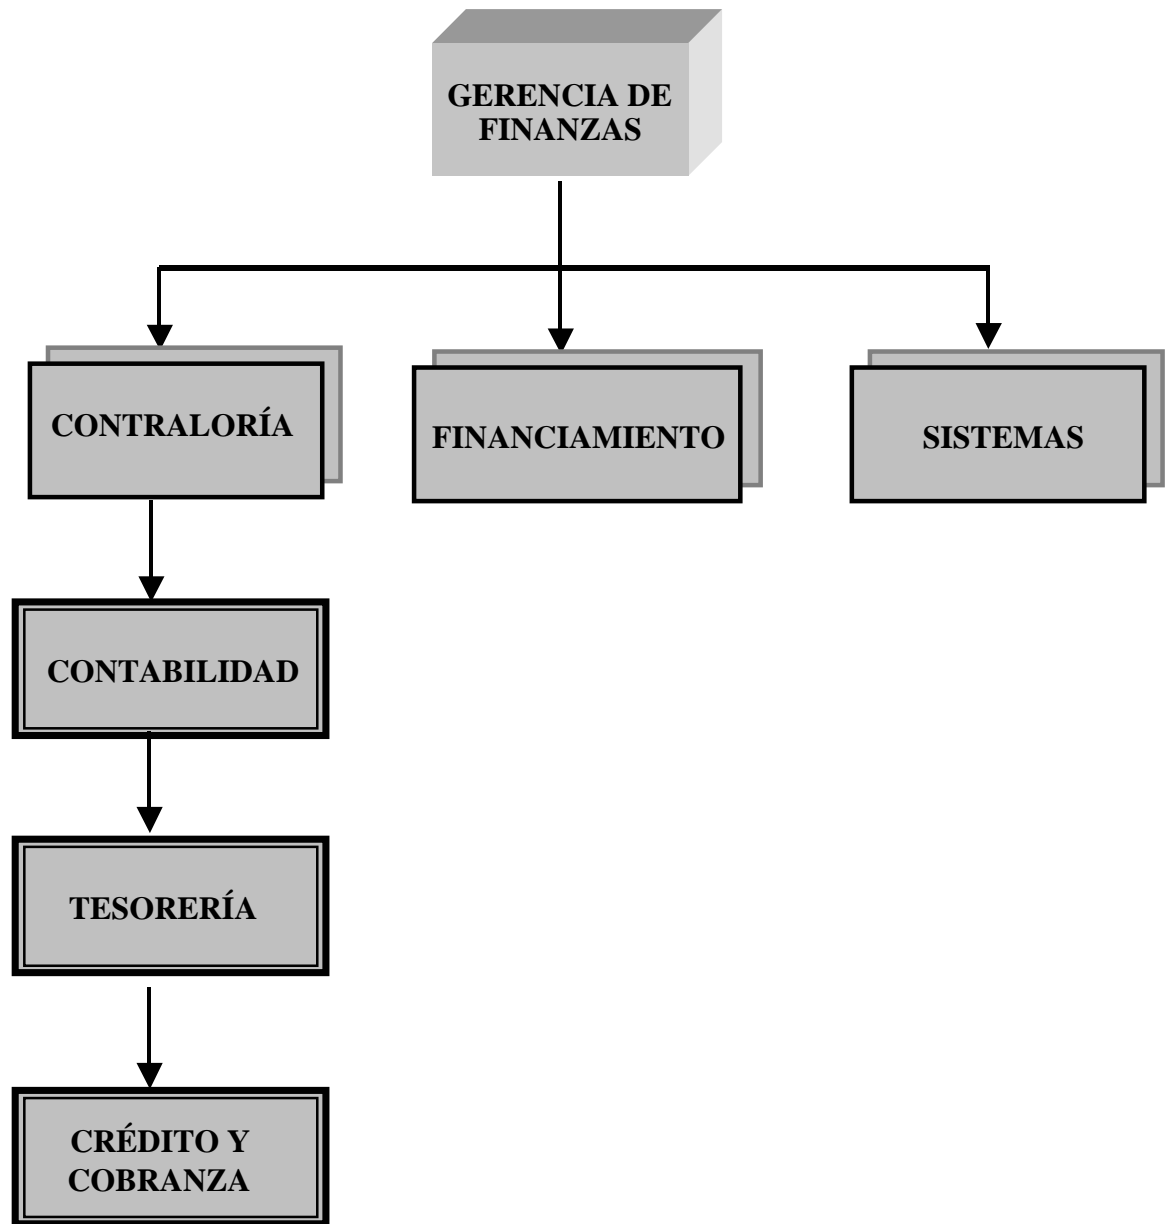 GERENCIA DE
FINANZAS
CONTRALORÍA
FINANCIAMIENTO
SISTEMAS
CONTABILIDAD
TESORERÍA
CRÉDITO Y
COBRANZA